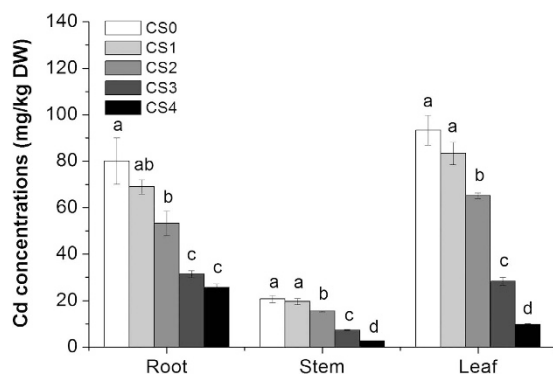 Cd concentrations (mg/kg DW)
140
120
100
80
60
40
20
0
CS0
CS1
CS2
CS3
CS4
a
ab
b
c
c
a
a
b
c
d
a
a
b
c
d
Root
Stem
Leaf